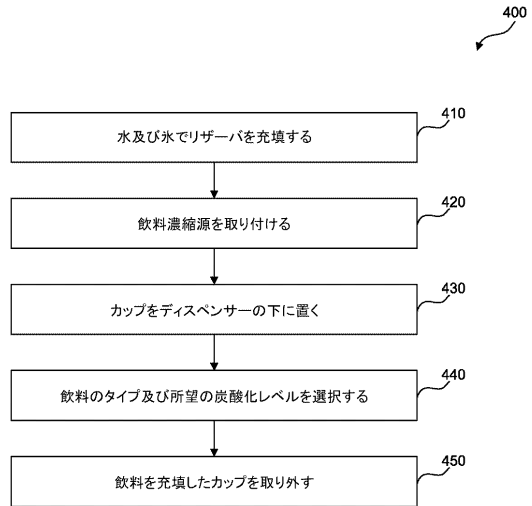 400
水及び氷でリザーバを充填する
410
飲料濃縮源を取り付ける
420
カップをディスペンサーの下に置く
430
飲料のタイプ及び所望の炭酸化レベルを選択する
440
飲料を充填したカップを取り外す
450